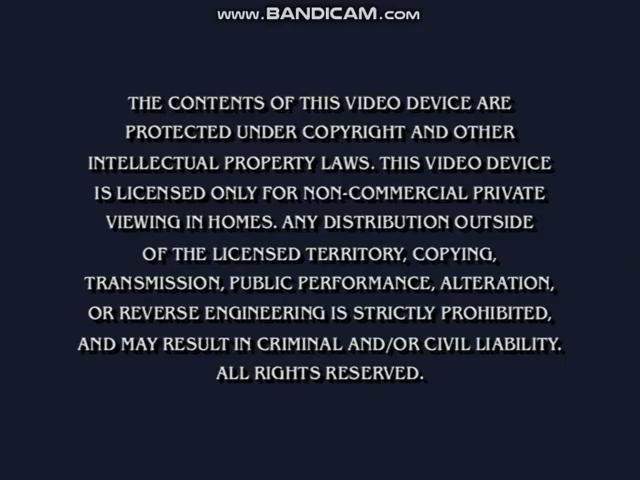 www.BANDICAM.com
THE CONTENTS OF THIS VIDEO DEVICE ARE
PROTECTED UNDER COPYRIGHT AND OTHER
INTELLECTUAL PROPERTY LAWS. THIS VIDEO DEVICE
IS LICENSED ONLY FOR NON-COMMERCIAL PRIVATE
VIEWING IN HOMES. ANY DISTRIBUTION OUTSIDE
OF THE LICENSED TERRITORY, COPYING,
TRANSMISSION, PUBLIC PERFORMANCE, ALTERATION,
OR REVERSE ENGINEERING IS STRICTLY PROHIBITED,
AND MAY RESULT IN CRIMINAL AND/OR CIVIL LIABILITY.
ALL RIGHTS RESERVED.